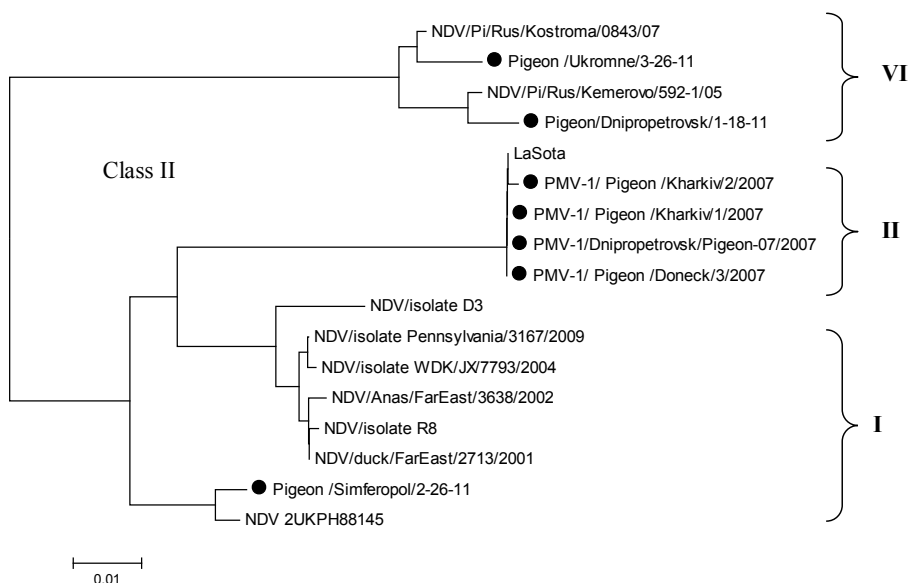 NDV/Pi/Rus/Kostroma/0843/07
Pigeon /Ukromne/3-26-11
VI
NDV/Pi/Rus/Kemerovo/592-1/05
Pigeon/Dnipropetrovsk/1-18-11
LaSota
Class II
PMV-1/ Pigeon /Kharkiv/2/2007
PMV-1/ Pigeon /Kharkiv/1/2007
II
PMV-1/Dnipropetrovsk/Pigeon-07/2007
PMV-1/ Pigeon /Doneck/3/2007
NDV/isolate D3
NDV/isolate Pennsylvania/3167/2009
NDV/isolate WDK/JX/7793/2004
NDV/Anas/FarEast/3638/2002
I
NDV/isolate R8
NDV/duck/FarEast/2713/2001
Pigeon /Simferopol/2-26-11
NDV 2UKPH88145
0.01